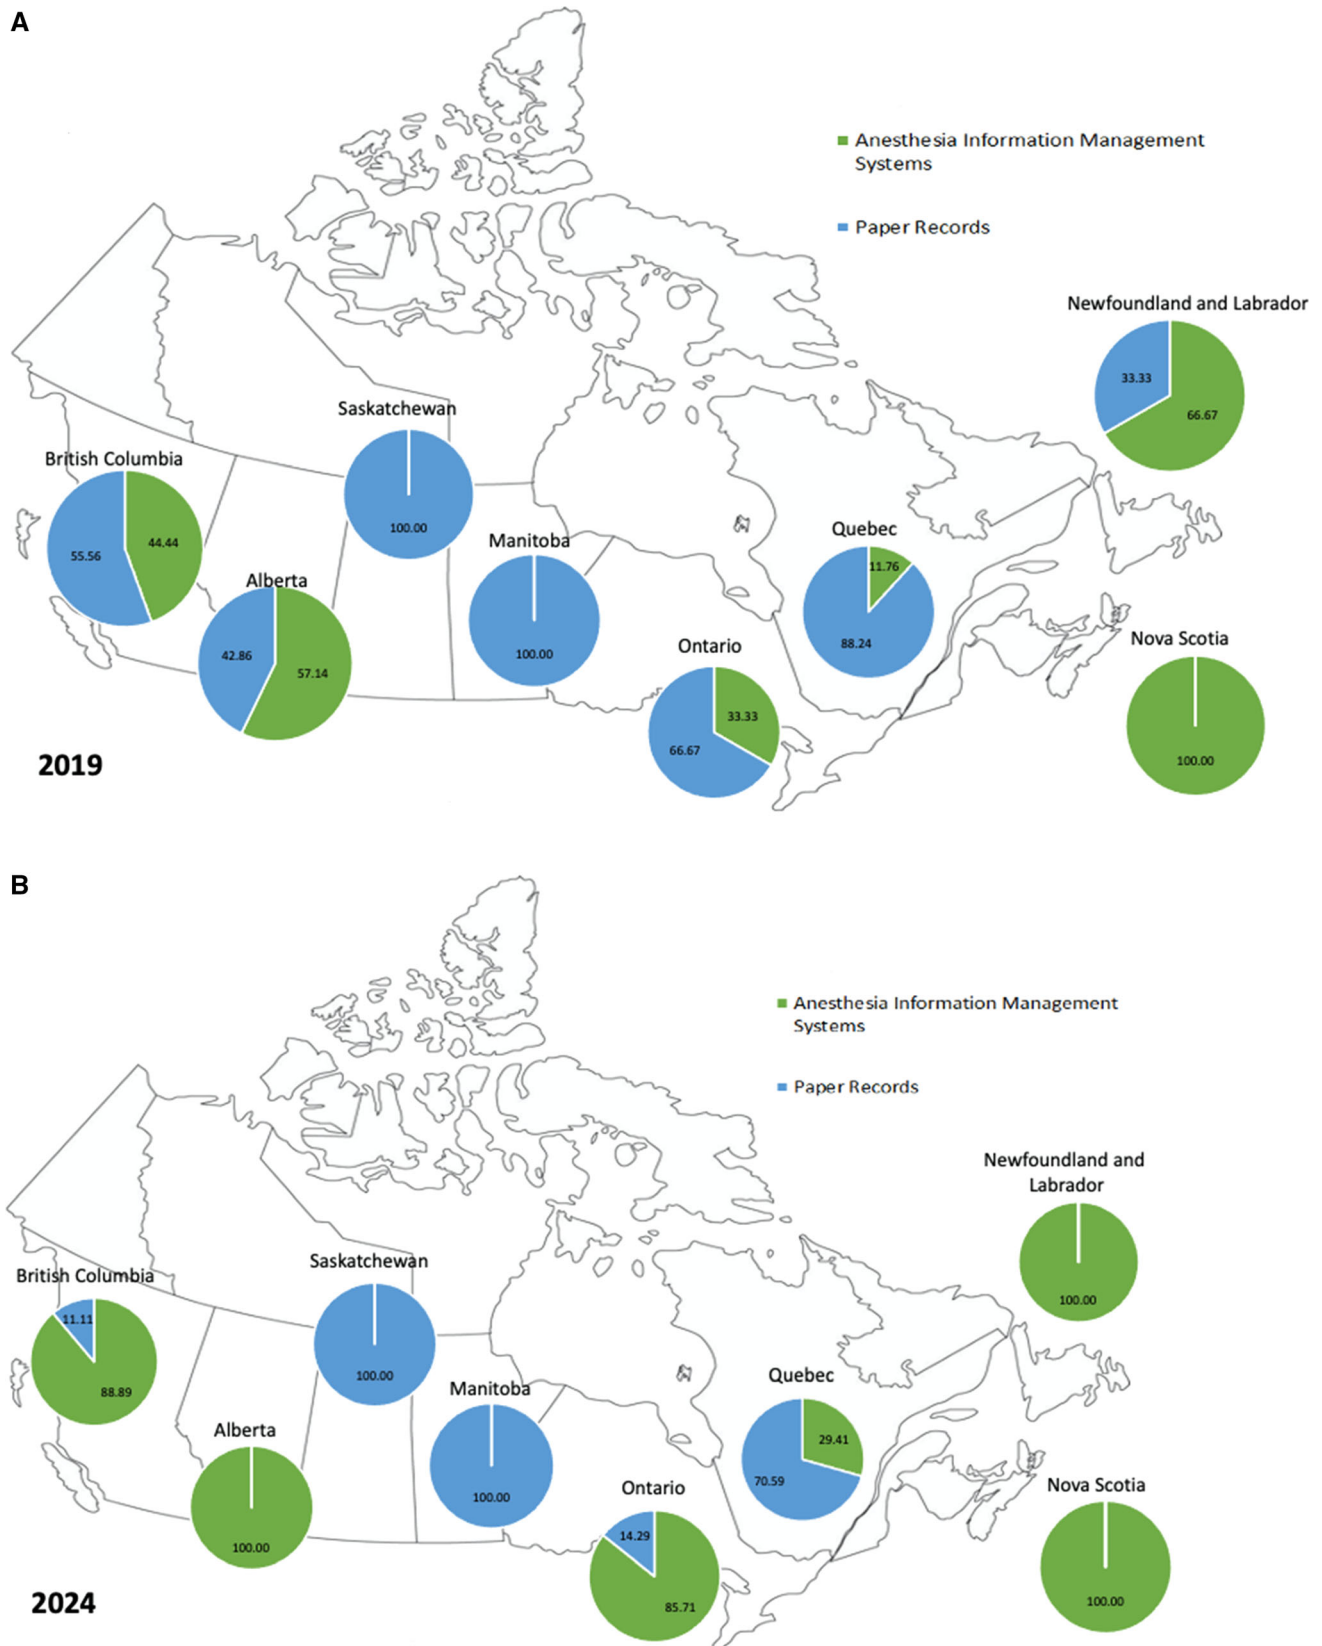 A
Anesthesia Information Management
Systems
Paper Records
Newfoundland and Labrador
33.33
66.67
Saskatchewan
100.00
British Columbia
55.56
44.44
Manitoba
100.00
Quebec
11.76
88.24
Alberta
42.86
57.14
Ontario
33.33
66.67
Nova Scotia
100.00
2019
B
Anesthesia Information Management
Systems
Paper Records
Newfoundland and
Labrador
100.00
Saskatchewan
100.00
British Columbia
11.11
88.89
Manitoba
100.00
Quebec
29.41
70.59
Alberta
100.00
Ontario
14.29
85.71
Nova Scotia
100.00
2024